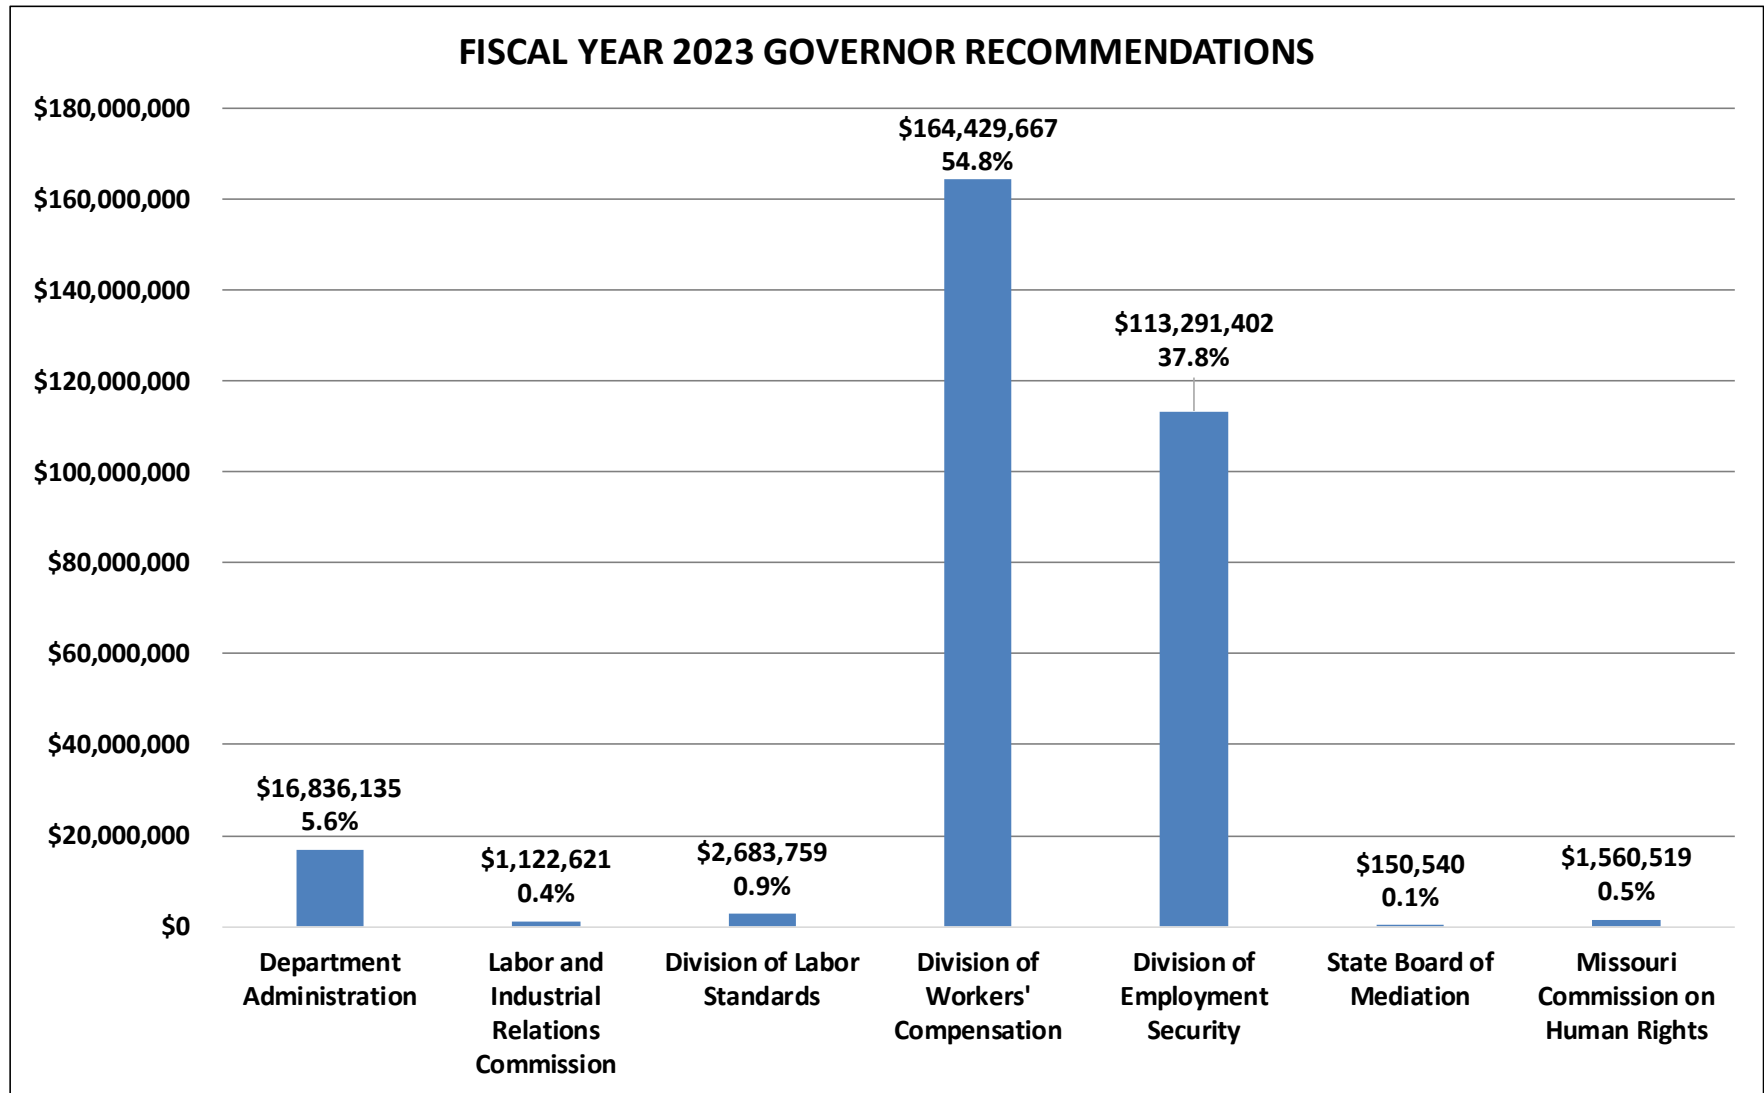 FISCAL YEAR 2023 GOVERNOR RECOMMENDATIONS
$180,000,000
$160,000,000
$140,000,000
$120,000,000
$100,000,000
$80,000,000
$60,000,000
$40,000,000
$20,000,000
$0
$16,836,135
5.6%
$1,122,621
0.4%
$2,683,759
0.9%
$164,429,667
54.8%
$113,291,402
37.8%
$150,540
0.1%
$1,560,519
0.5%
Department
Administration
Labor and
Industrial
Relations
Commission
Division of Labor
Standards
Division of
Workers'
Compensation
Division of
Employment
Security
State Board of
Mediation
Missouri
Commission on
Human Rights